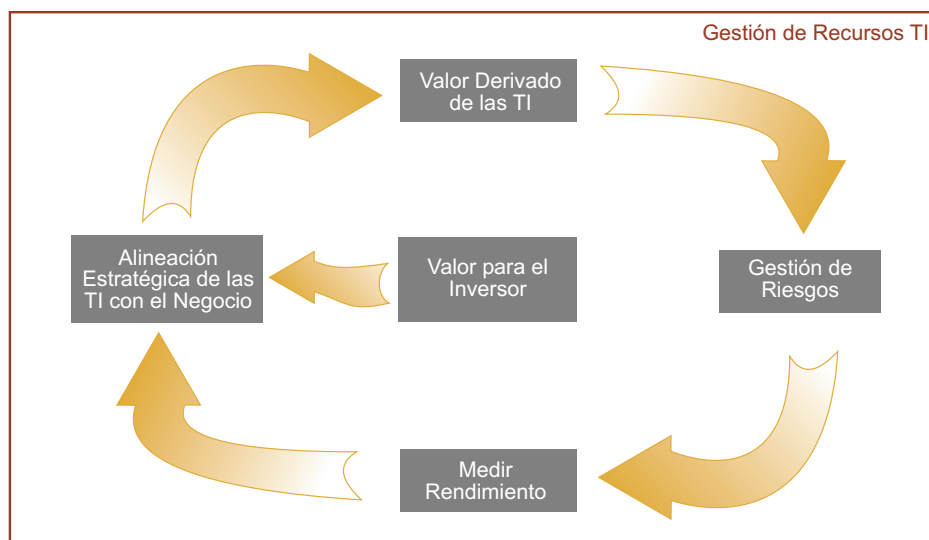 Gestión de Recursos TI
Valor Derivado
de las TI
Alineación
Estratégica de las
TI con el Negocio
Valor para el
Inversor
Gestión de
Riesgos
Medir
Rendimiento